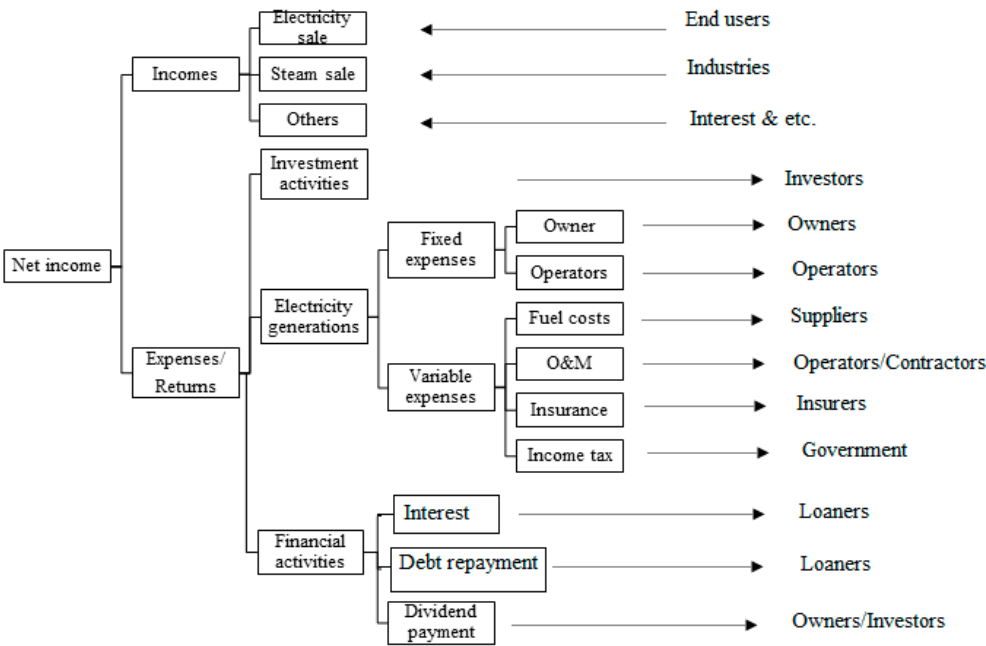 Electricity
sale
End users
Incomes
Steam sale
Industries
Others
Interest & etc.
Investment
activities
Investors
Net income
Fixed
expenses
Owner
Owners
Operators
Operators
Electricity
generations
Fuel costs
Suppliers
Expenses/
Returns
Variable
expenses
O&M
Operators/Contractors
Insurance
Insurers
Income tax
Government
Financial
activities
Interest
Loaners
Debt repayment
Loaners
Dividend
payment
Owners/Investors